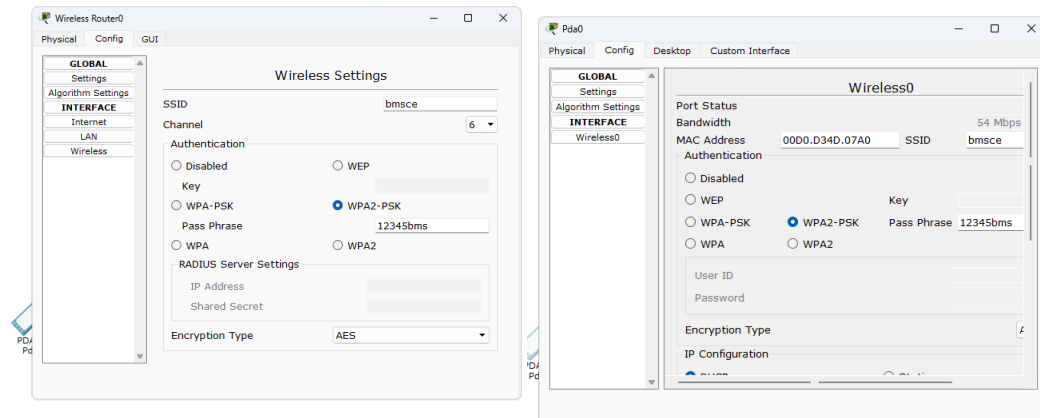 Wireless Router0
Physical Config GUI
GLOBAL
Settings
Algorithm Settings
INTERFACE
Internet
LAN
Wireless
Wireless Settings
SSID bmsce
Channel 6
Authentication
Disabled WEP
Key
WPA-PSK WPA2-PSK
Pass Phrase 12345bms
WPA WPA2
RADIUS Server Settings
IP Address
Shared Secret
Encryption Type AES
Pda0
Physical Config Desktop Custom Interface
GLOBAL
Settings
Algorithm Settings
INTERFACE
Wireless0
Wireless0
Port Status
Bandwidth 54 Mbps
MAC Address 00D0.D34D.07A0 SSID bmsce
Authentication
Disabled
WEP Key
WPA-PSK WPA2-PSK Pass Phrase 12345bms
WPA WPA2
User ID
Password
Encryption Type
IP Configuration